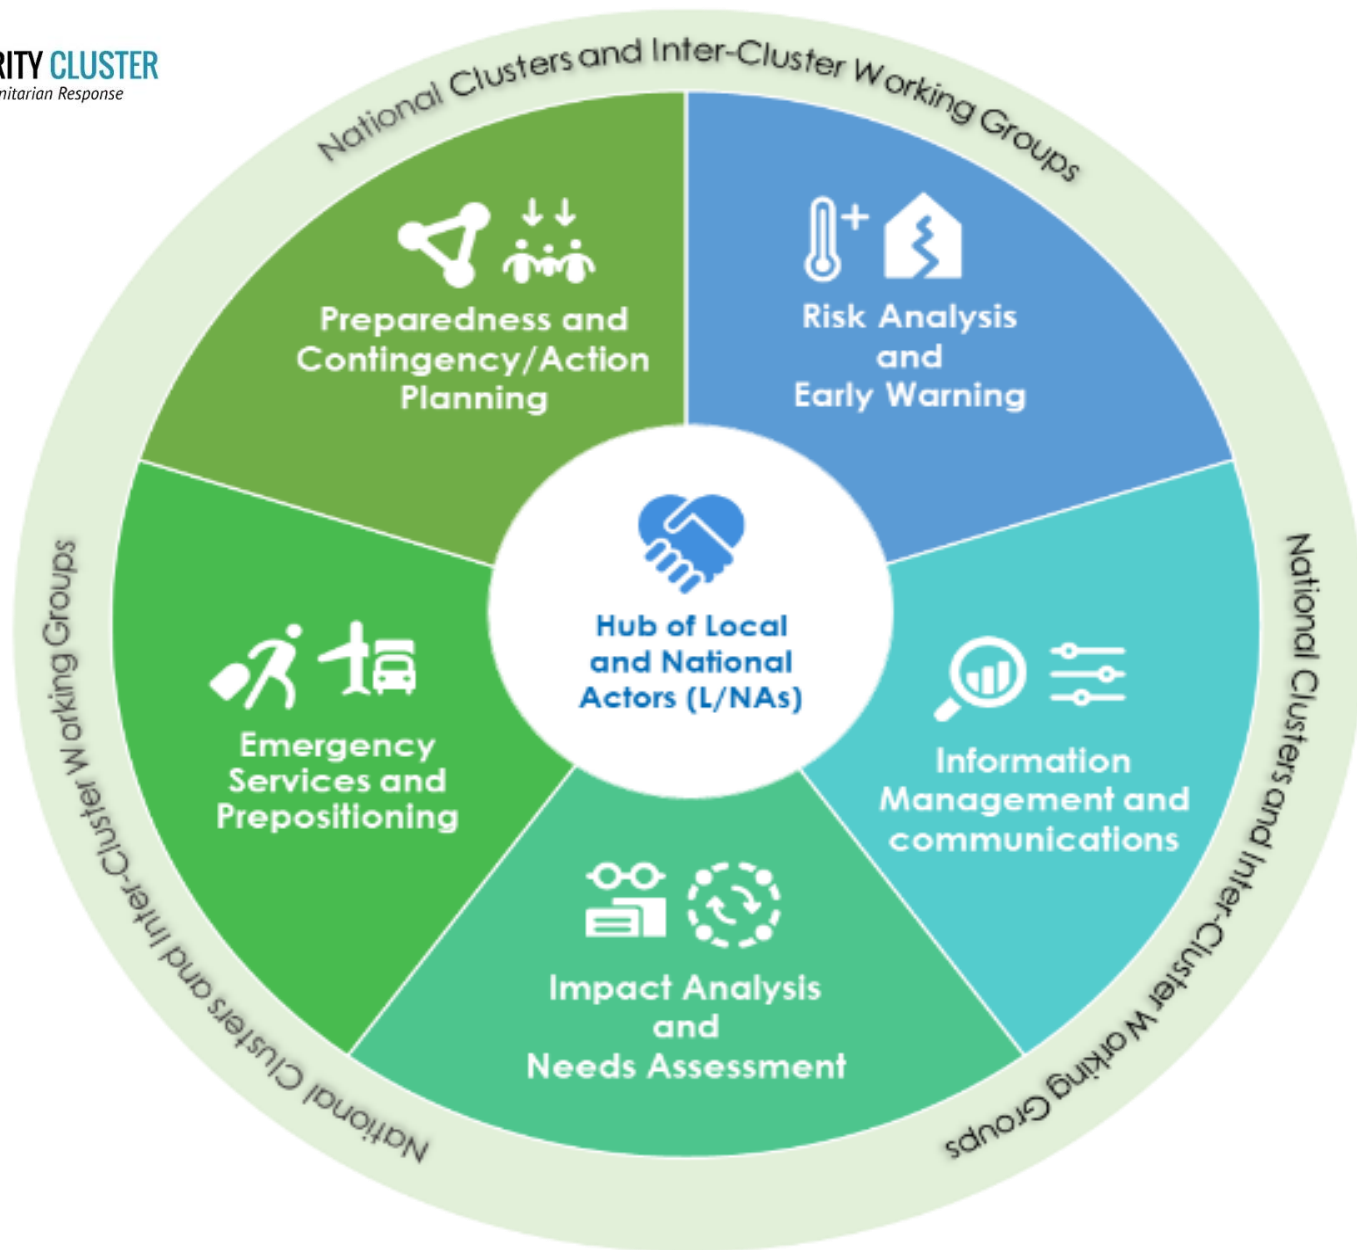 RITY CLUSTER
nitarian Response
National Clusters and Inter-Cluster Working Groups
Preparedness and
Contingency/Action
Planning
Risk Analysis
and
Early Warning
Hub of Local
and National
Actors (L/NAs)
Emergency
Services and
Prepositioning
Information
Management and
communications
Impact Analysis
and
Needs Assessment
National Clusters and Inter-Cluster Working Groups
National Clusters and Inter-Cluster Working Groups